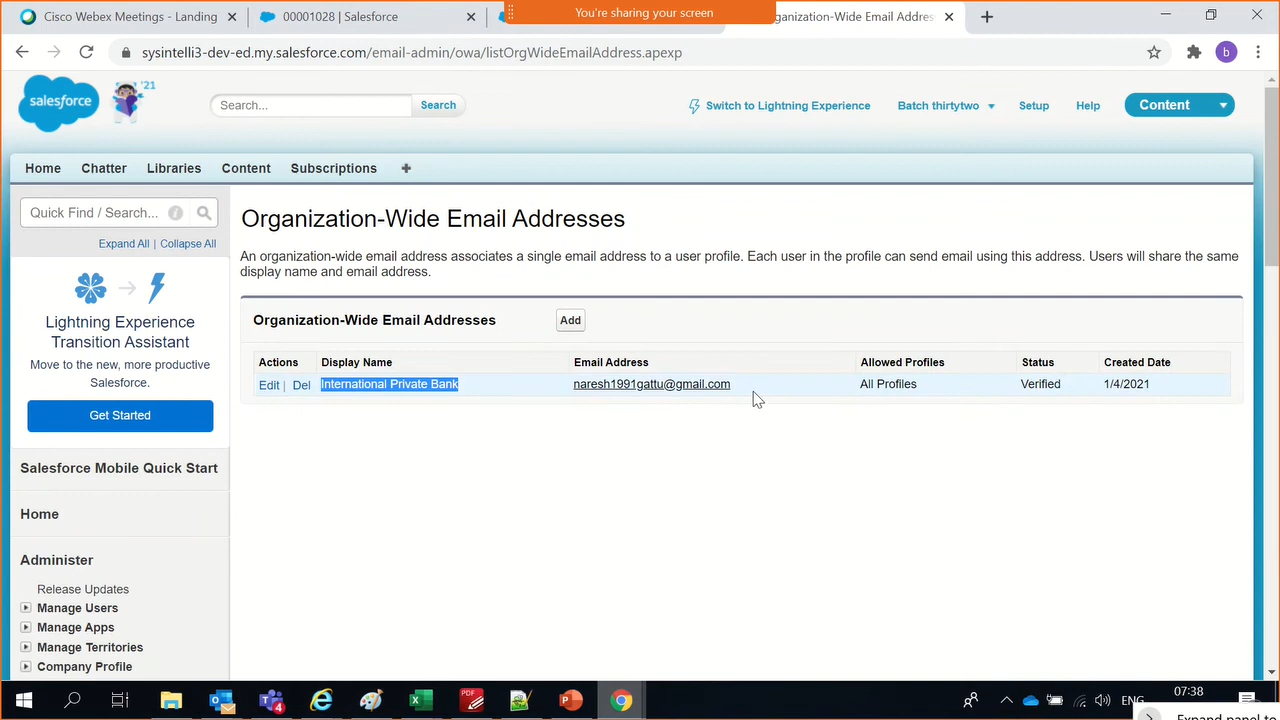 Cisco Webex Meetings - Landing
00001028 | Salesforce
You're sharing your screen
ganization-Wide Email Addres
sysintelli3-dev-ed.my.salesforce.com/email-admin/owa/listOrgWideEmailAddress.apexp
b
salesforce
'21
Search...
Search
Switch to Lightning Experience
Batch thirtytwo
Setup
Help
Content
Home
Chatter
Libraries
Content
Subscriptions
Quick Find / Search...
Expand All | Collapse All
Lightning Experience
Transition Assistant
Move to the new, more productive
Salesforce.
Get Started
Salesforce Mobile Quick Start
Home
Administer
Release Updates
Manage Users
Manage Apps
Manage Territories
Company Profile
Organization-Wide Email Addresses
An organization-wide email address associates a single email address to a user profile. Each user in the profile can send email using this address. Users will share the same
display name and email address.
Organization-Wide Email Addresses
Add
Actions Display Name Email Address Allowed Profiles Status Created Date
Edit | Del International Private Bank naresh1991gattu@gmail.com All Profiles Verified 1/4/2021
PDF
4
ENG
07:38